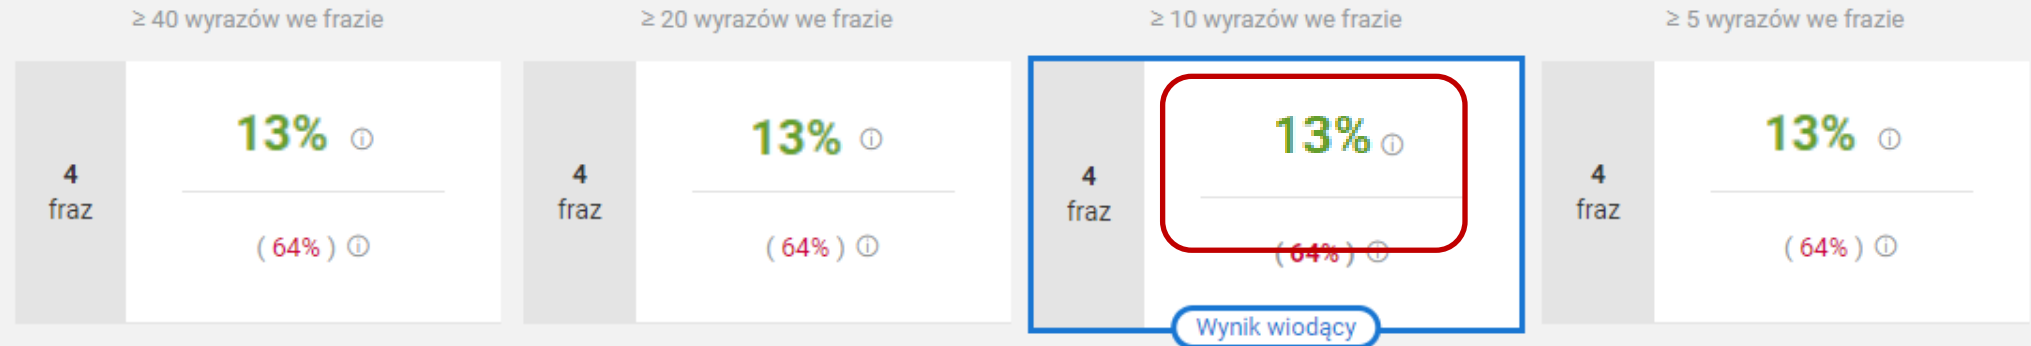 ≥ 40 wyrazów we frazie
4
fraz
13%
( 64% )
≥ 20 wyrazów we frazie
4
fraz
13%
( 64% )
≥ 10 wyrazów we frazie
4
fraz
13%
( 64% )
Wynik wiodący
≥ 5 wyrazów we frazie
4
fraz
13%
( 64% )